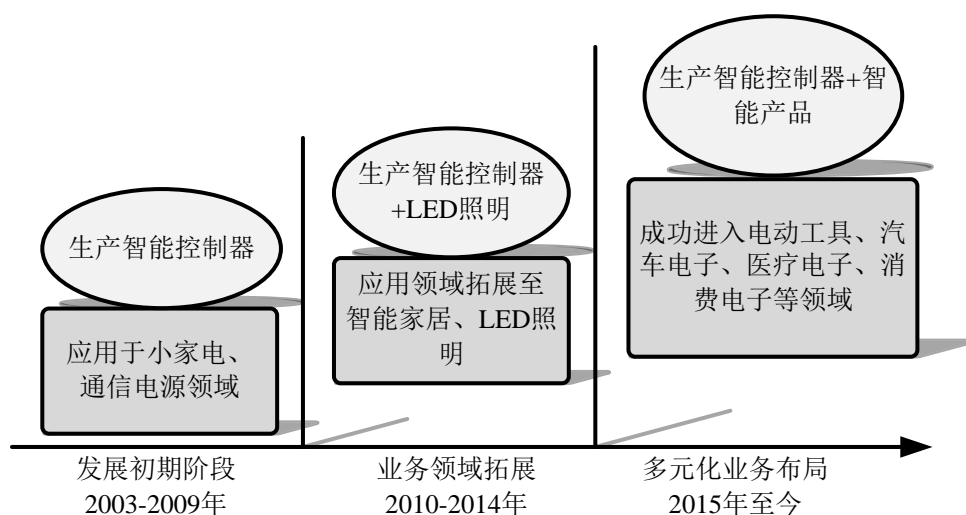 生产智能控制器
应用于小家电、
通信电源领域
发展初期阶段
2003-2009年
生产智能控制器
+LED照明
应用领域拓展至
智能家居、LED照
明
业务领域拓展
2010-2014年
生产智能控制器+智
能产品
成功进入电动工具、汽
车电子、医疗电子、消
费电子等领域
多元化业务布局
2015年至今